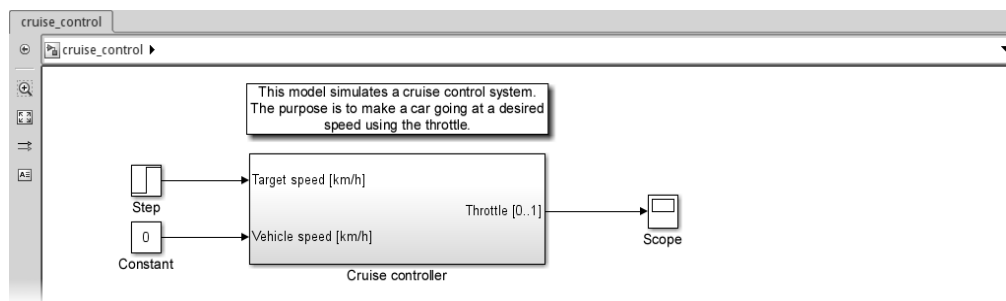 cruise_control
cruise_control
This model simulates a cruise control system.
The purpose is to make a car going at a desired
speed using the throttle.
Target speed [km/h]
Step
Throttle [0..1]
0
Vehicle speed [km/h]
Scope
Constant
Cruise controller